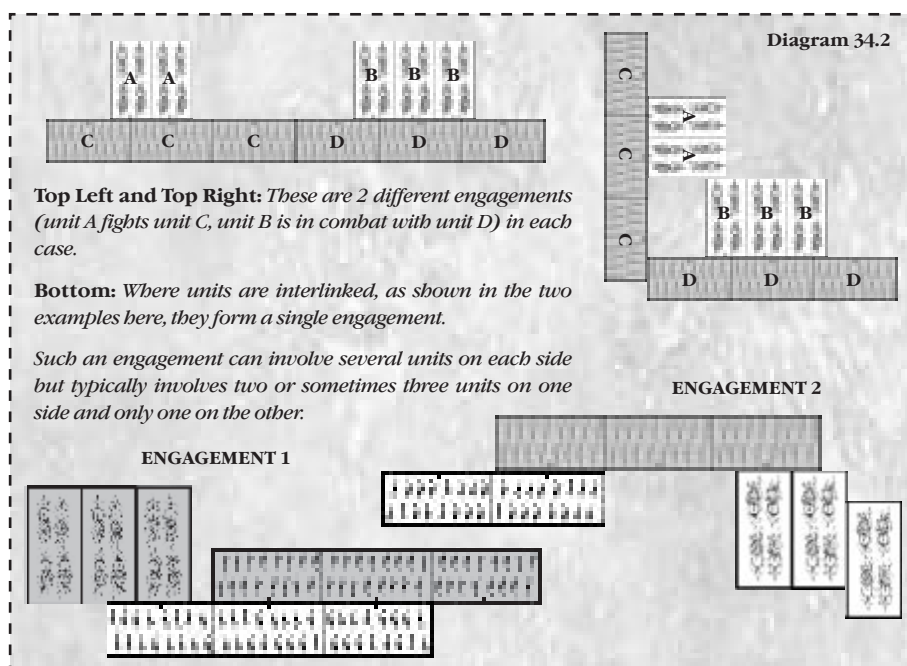 Diagram 34.2
A A
B B B
C C C D D D
C
C
C
A
A
B B B
D D D
Top Left and Top Right: These are 2 different engagements
(unit A fights unit C, unit B is in combat with unit D) in each
case.
Bottom: Where units are interlinked, as shown in the two
examples here, they form a single engagement.
Such an engagement can involve several units on each side
but typically involves two or sometimes three units on one
side and only one on the other.
ENGAGEMENT 2
ENGAGEMENT 1